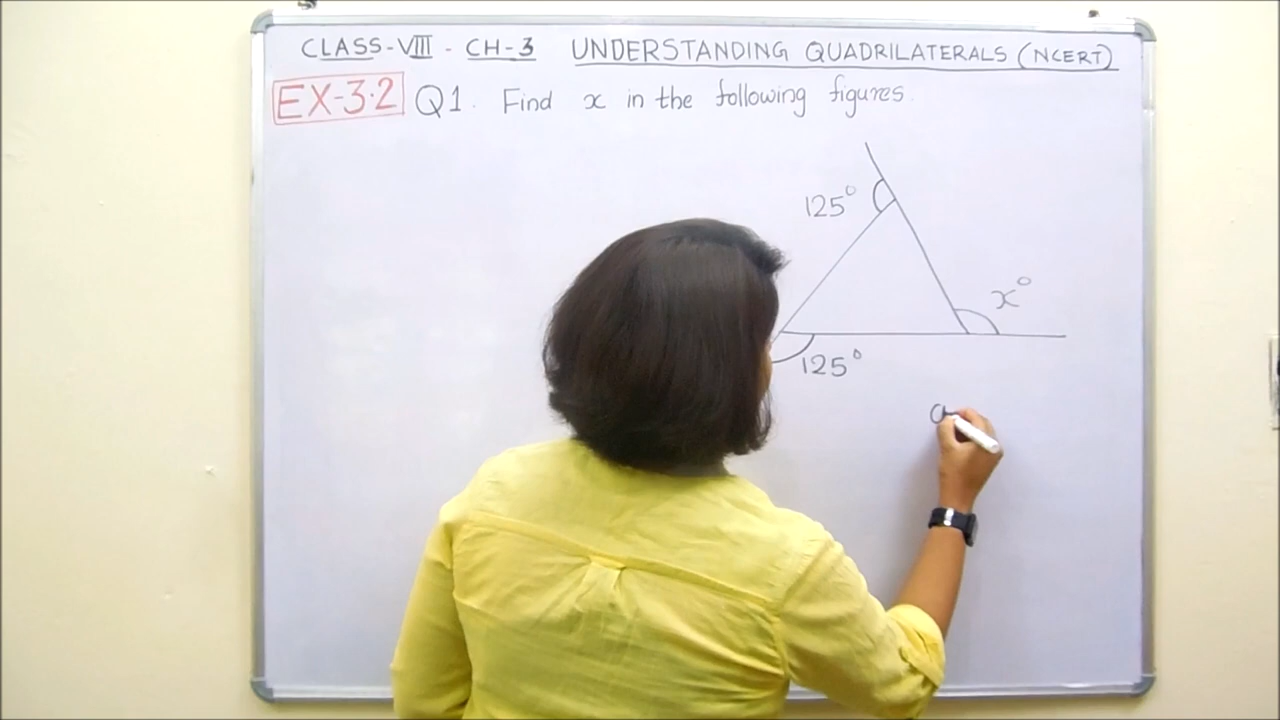 CLASS-VIII - CH-3 UNDERSTANDING QUADRILATERALS (NCERT)
EX-3.2 Q1. Find x in the following figures.
125°
x°
125°
a